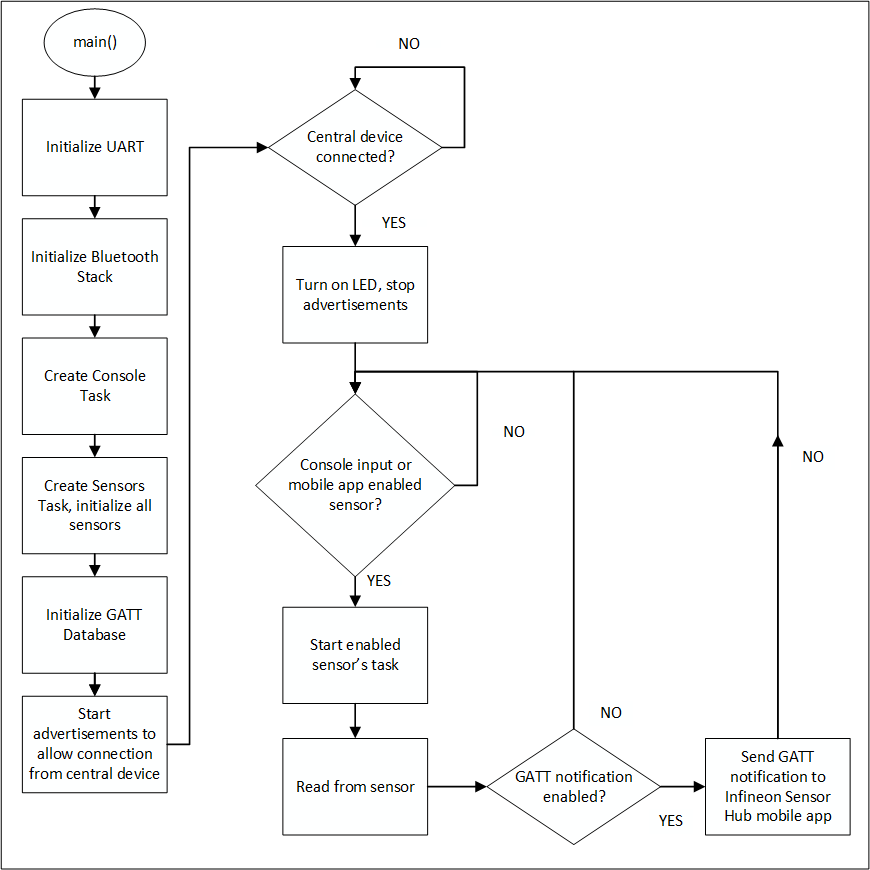 main()
Initialize UART
Initialize Bluetooth
Stack
Create Console
Task
Create Sensors
Task, initialize all
sensors
Initialize GATT
Database
Start
advertisements to
allow connection
from central device
NO
Central device
connected?
YES
Turn on LED, stop
advertisements
NO
Console input or
mobile app enabled
sensor?
YES
Start enabled
sensor’s task
Read from sensor
NO
GATT notification
enabled?
YES
NO
Send GATT
notification to
Infineon Sensor
Hub mobile app